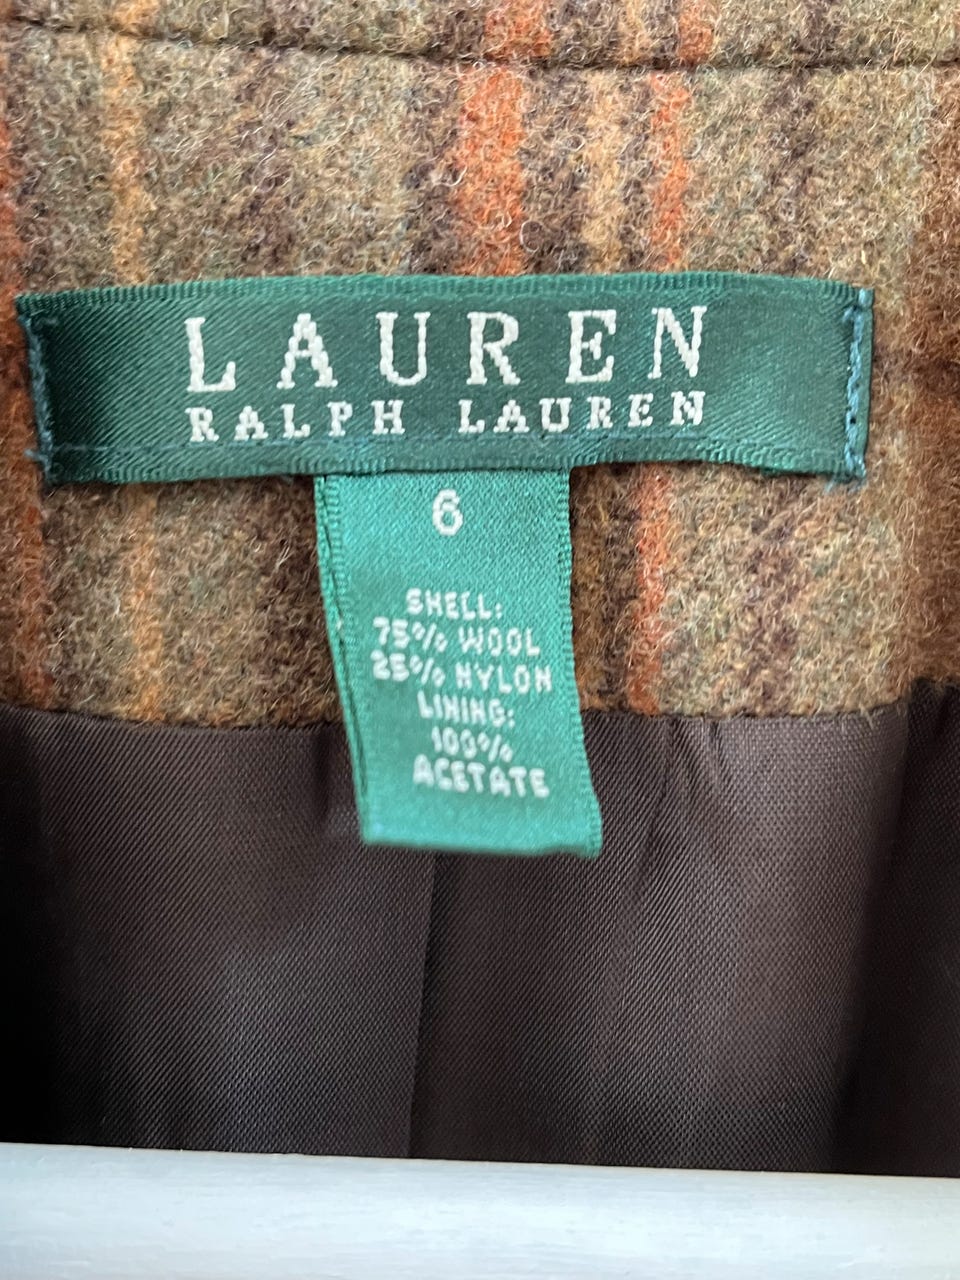 LAUREN
RALPH LAUREN
6
SHELL:
75% WOOL
25% NYLON
LINING:
100%
ACETATE